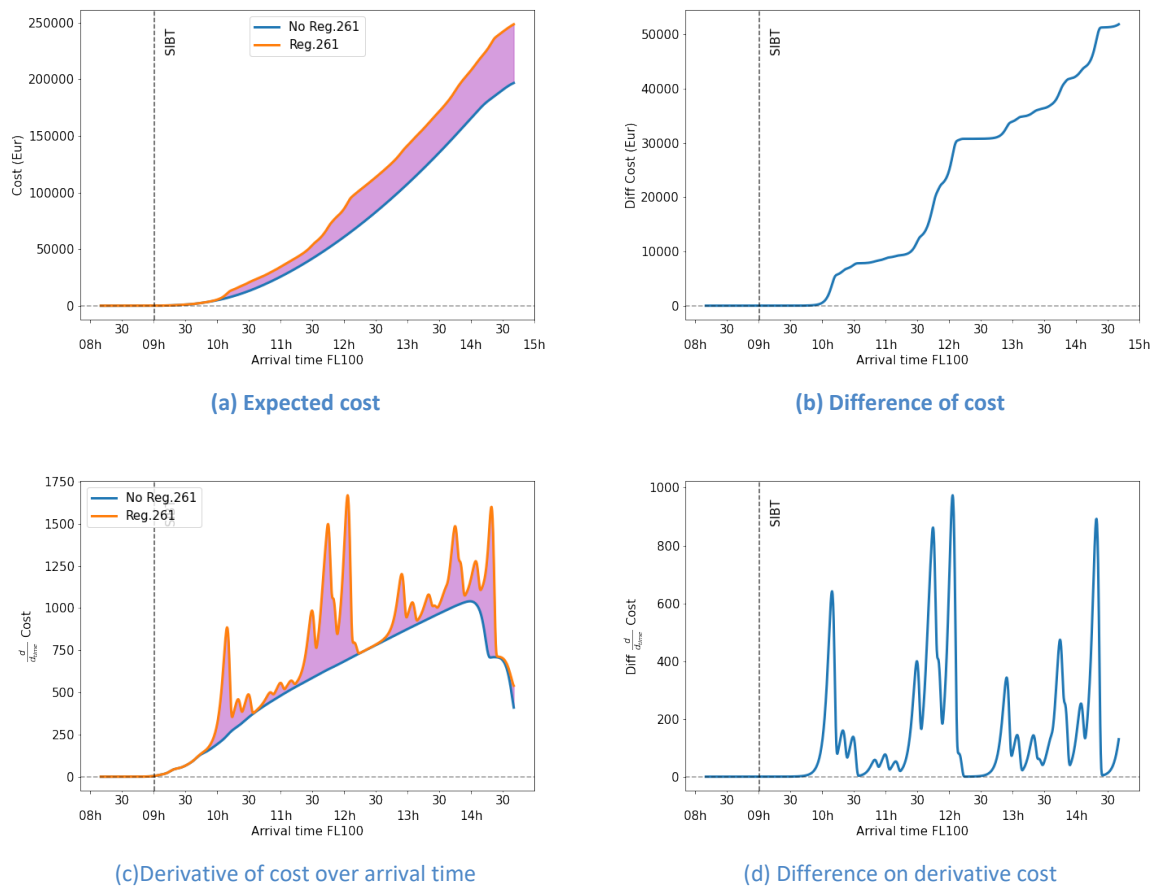 250000
200000
150000
100000
50000
0
Cost (Eur)
SIBT
No Reg.261
Reg.261
30 30 30 30 30 30 30
08h 09h 10h 11h 12h 13h 14h 15h
Arrival time FL100
(a) Expected cost
50000
40000
30000
20000
10000
0
Diff Cost (Eur)
SIBT
30 30 30 30 30 30 30
08h 09h 10h 11h 12h 13h 14h 15h
Arrival time FL100
(b) Difference of cost
1750
1500
1250
1000
750
500
250
0
d/d_time Cost
No Reg.261
Reg.261
30 30 30 30 30 30 30
08h 09h 10h 11h 12h 13h 14h 15h
Arrival time FL100
(c)Derivative of cost over arrival time
1000
800
600
400
200
0
Diff d/d_time Cost
SIBT
30 30 30 30 30 30 30
08h 09h 10h 11h 12h 13h 14h 15h
Arrival time FL100
(d) Difference on derivative cost